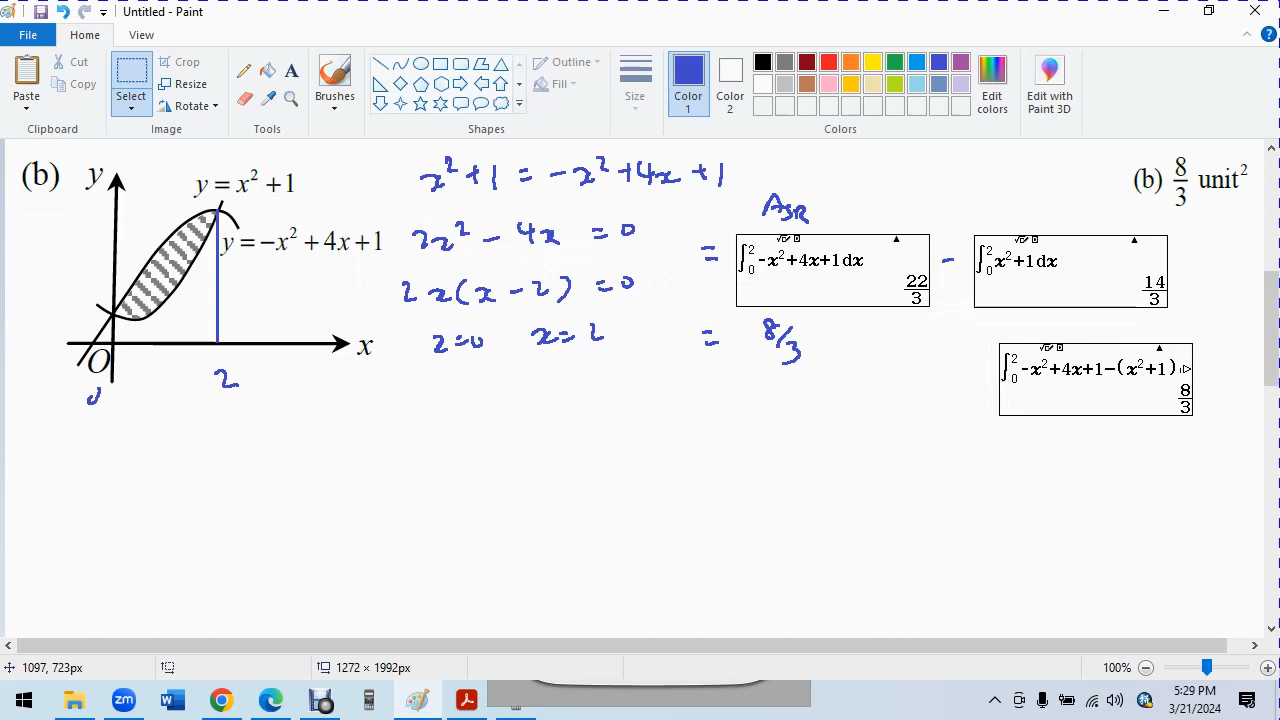 Untitled - Paint
File Home View
Paste
Cut
Copy
Select
Crop
Resize
Rotate
Brushes
Outline
Fill
Size
Color 1
Color 2
Edit colors
Edit with Paint 3D
Clipboard Image Tools Shapes Colors
(b) y
y = x² + 1
y = −x² + 4x + 1
O x
0 2
x² + 1 = −x² + 4x + 1
2x² − 4x = 0
2x(x − 2) = 0
x=0 x = 2
ASR
= ∫₀² -x²+4x+1dx 22/3 - ∫₀² x²+1dx 14/3
= 8/3
∫₀² -x²+4x+1-(x²+1) 8/3
(b) 8/3 unit²
1097, 723px 1272 × 1992px 100%
zm W
5:29 PM
3/21/2024